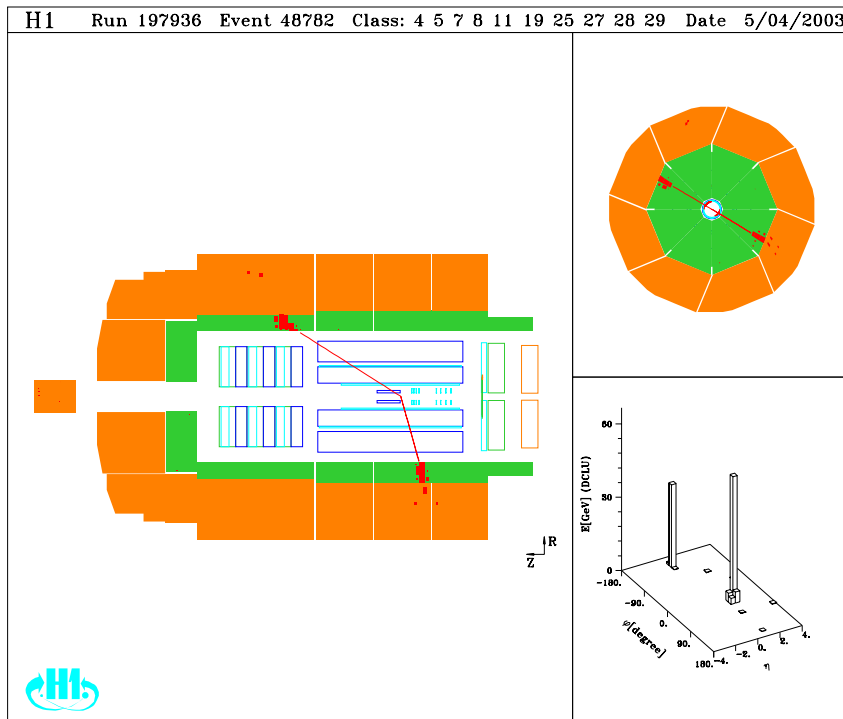 H1 Run 197936 Event 48782 Class: 4 5 7 8 11 19 25 27 28 29 Date 5/04/2003
R
Z
E[GeV] (DCLU)
60
30
0
-180.
-90.
0.
90.
180.
φ[degree]
-4.
-2.
0.
2.
4.
η
H1.